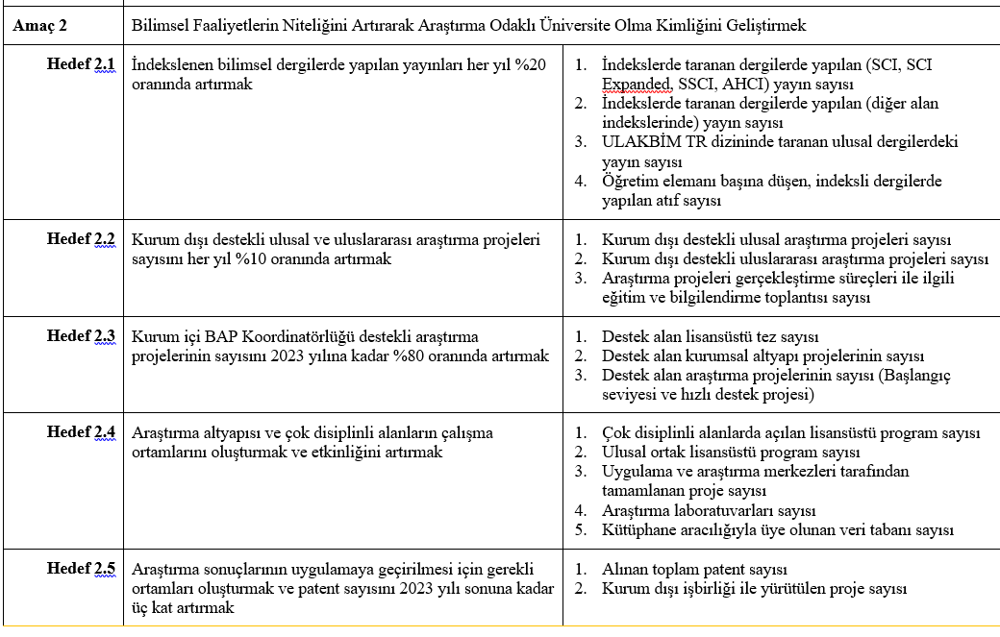 Amaç 2
Bilimsel Faaliyetlerin Niteliğini Artırarak Araştırma Odaklı Üniversite Olma Kimliğini Geliştirmek
Hedef 2.1
İndekslenen bilimsel dergilerde yapılan yayınları her yıl %20
oranında artırmak
1. İndekslerde taranan dergilerde yapılan (SCI, SCI
Expanded, SSCI, AHCI) yayın sayısı
2. İndekslerde taranan dergilerde yapılan (diğer alan
indekslerinde) yayın sayısı
3. ULAKBİM TR dizininde taranan ulusal dergilerdeki
yayın sayısı
4. Öğretim elemanı başına düşen, indeksli dergilerde
yapılan atıf sayısı
Hedef 2.2
Kurum dışı destekli ulusal ve uluslararası araştırma projeleri
sayısını her yıl %10 oranında artırmak
1. Kurum dışı destekli ulusal araştırma projeleri sayısı
2. Kurum dışı destekli uluslararası araştırma projeleri sayısı
3. Araştırma projeleri gerçekleştirme süreçleri ile ilgili
eğitim ve bilgilendirme toplantısı sayısı
Hedef 2.3
Kurum içi BAP Koordinatörlüğü destekli araştırma
projelerinin sayısını 2023 yılına kadar %80 oranında artırmak
1. Destek alan lisansüstü tez sayısı
2. Destek alan kurumsal altyapı projelerinin sayısı
3. Destek alan araştırma projelerinin sayısı (Başlangıç
seviyesi ve hızlı destek projesi)
Hedef 2.4
Araştırma altyapısı ve çok disiplinli alanların çalışma
ortamlarını oluşturmak ve etkinliğini artırmak
1. Çok disiplinli alanlarda açılan lisansüstü program sayısı
2. Ulusal ortak lisansüstü program sayısı
3. Uygulama ve araştırma merkezleri tarafından
tamamlanan proje sayısı
4. Araştırma laboratuvarları sayısı
5. Kütüphane aracılığıyla üye olunan veri tabanı sayısı
Hedef 2.5
Araştırma sonuçlarının uygulamaya geçirilmesi için gerekli
ortamları oluşturmak ve patent sayısını 2023 yılı sonuna kadar
üç kat artırmak
1. Alınan toplam patent sayısı
2. Kurum dışı işbirliği ile yürütülen proje sayısı